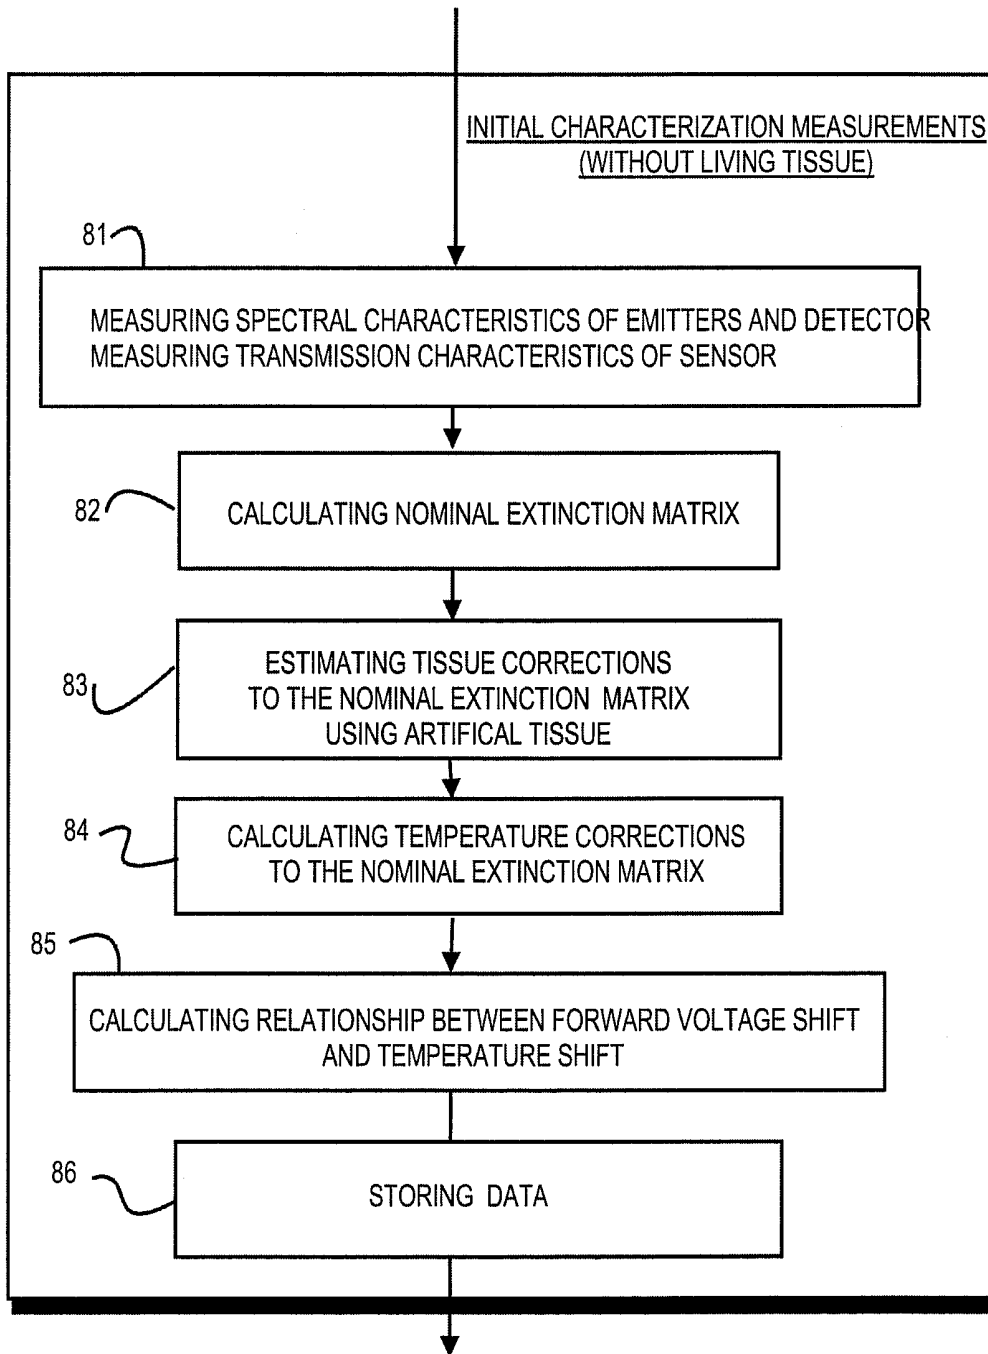 INITIAL CHARACTERIZATION MEASUREMENTS
(WITHOUT LIVING TISSUE)
81
MEASURING SPECTRAL CHARACTERISTICS OF EMITTERS AND DETECTOR
MEASURING TRANSMISSION CHARACTERISTICS OF SENSOR
82
CALCULATING NOMINAL EXTINCTION MATRIX
83
ESTIMATING TISSUE CORRECTIONS
TO THE NOMINAL EXTINCTION MATRIX
USING ARTIFICAL TISSUE
84
CALCULATING TEMPERATURE CORRECTIONS
TO THE NOMINAL EXTINCTION MATRIX
85
CALCULATING RELATIONSHIP BETWEEN FORWARD VOLTAGE SHIFT
AND TEMPERATURE SHIFT
86
STORING DATA